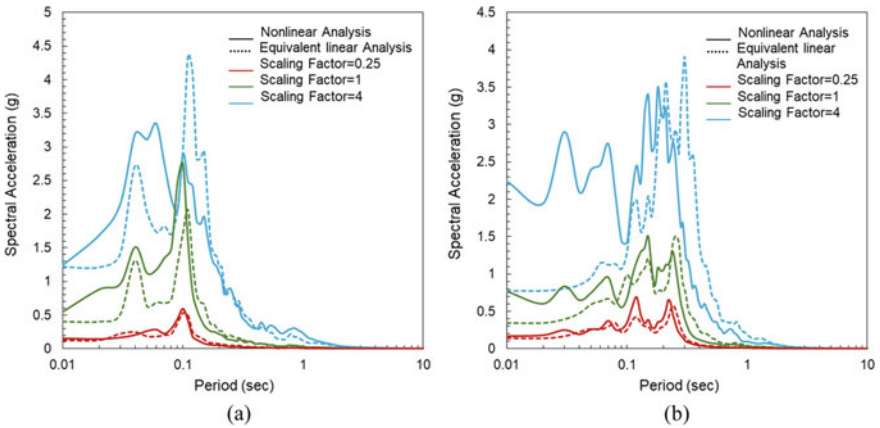 5
4.5
4
3.5
3
2.5
2
1.5
1
0.5
0
Spectral Acceleration (g)
Nonlinear Analysis
Equivalent linear Analysis
Scaling Factor=0.25
Scaling Factor=1
Scaling Factor=4
0.01
0.1
1
10
Period (sec)
(a)
4.5
4
3.5
3
2.5
2
1.5
1
0.5
0
Spectral Acceleration (g)
Nonlinear Analysis
Equivalent linear
Analysis
Scaling Factor=0.25
Scaling Factor=1
Scaling Factor=4
0.01
0.1
1
10
Period (sec)
(b)